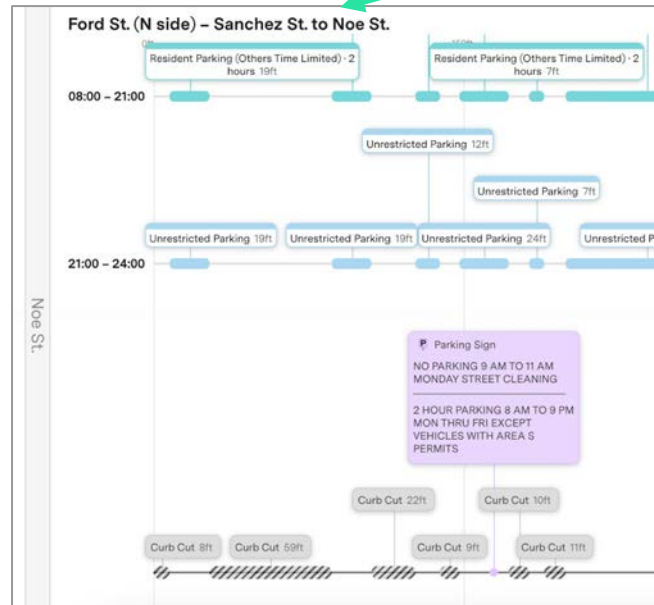 Ford St. (N side) – Sanchez St. to Noe St.
0ft
Resident Parking (Others Time Limited) · 2
hours 19ft
Resident Parking (Others Time Limited) · 2
hours 7ft
08:00 – 21:00
Unrestricted Parking 12ft
Unrestricted Parking 7ft
Unrestricted Parking 19ft
Unrestricted Parking 19ft
Unrestricted Parking 24ft
Unrestricted P
21:00 – 24:00
Noe St.
P Parking Sign
NO PARKING 9 AM TO 11 AM
MONDAY STREET CLEANING
2 HOUR PARKING 8 AM TO 9 PM
MON THRU FRI EXCEPT
VEHICLES WITH AREA S
PERMITS
Curb Cut 22ft
Curb Cut 10ft
Curb Cut 8ft
Curb Cut 59ft
Curb Cut 9ft
Curb Cut 11ft